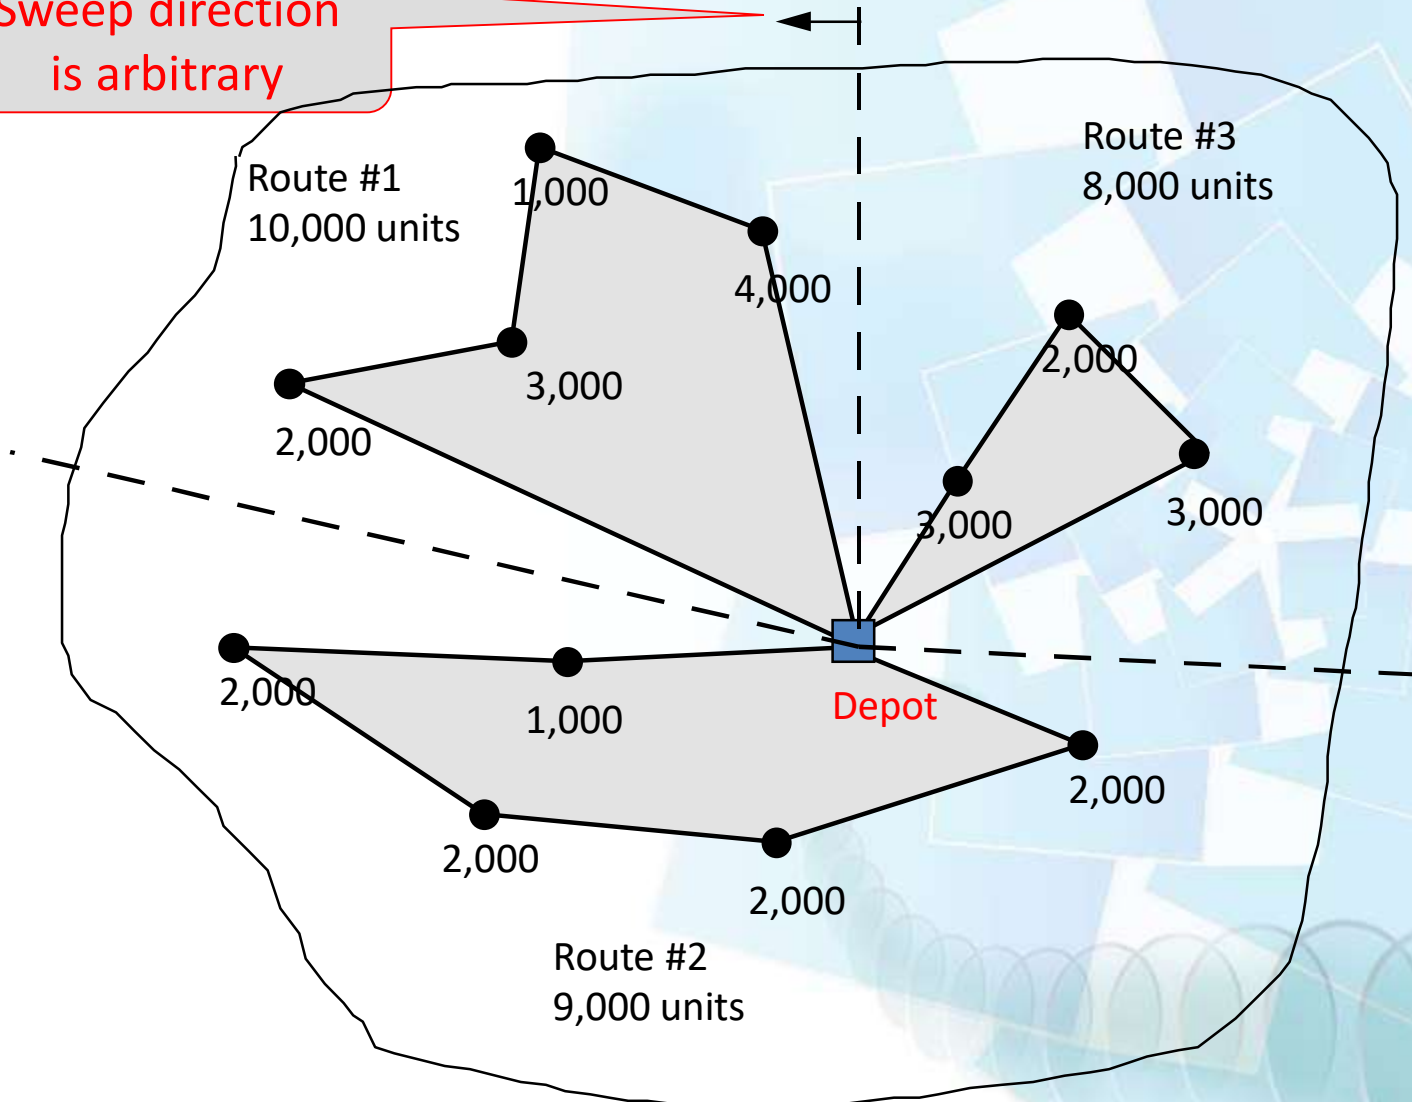 Sweep direction
is arbitrary
Route #1
10,000 units
1,000
4,000
3,000
2,000
Route #3
8,000 units
2,000
3,000
3,000
Depot
2,000
1,000
2,000
2,000
2,000
Route #2
9,000 units